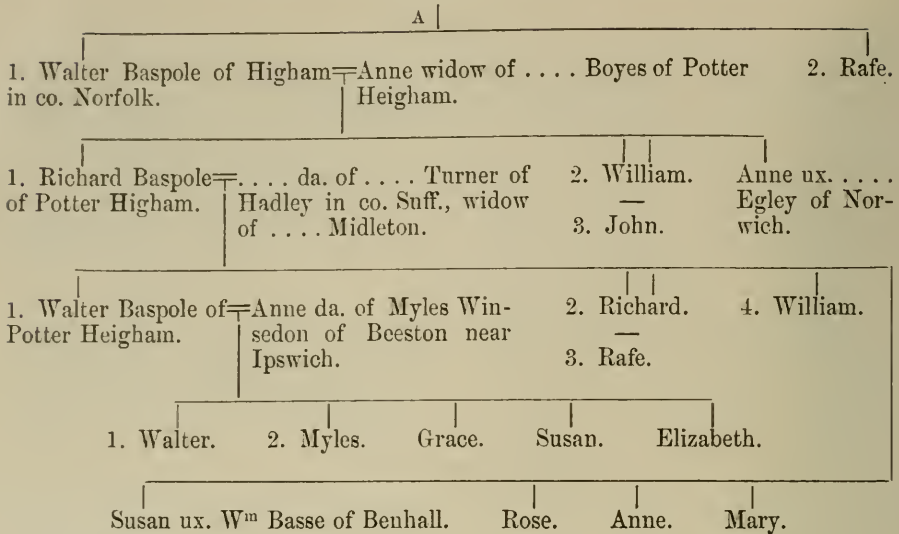 A
1. Walter Baspole of Higham Anne widow of .... Boyes of Potter 2. Rafe.
in co. Norfolk. Heigham.
1. Richard Baspole .... da. of .... Turner of 2. William. Anne ux. ....
of Potter Higham. Hadley in co. Suff., widow — Egley of Nor-
of .... Midleton. 3. John. wich.
1. Walter Baspole of Anne da. of Myles Win- 2. Richard. 4. William.
Potter Heigham. sedon of Beeston near —
Ipswich. 3. Rafe.
1. Walter. 2. Myles. Grace. Susan. Elizabeth.
Susan ux. Wᵐ Basse of Benhall. Rose. Anne. Mary.